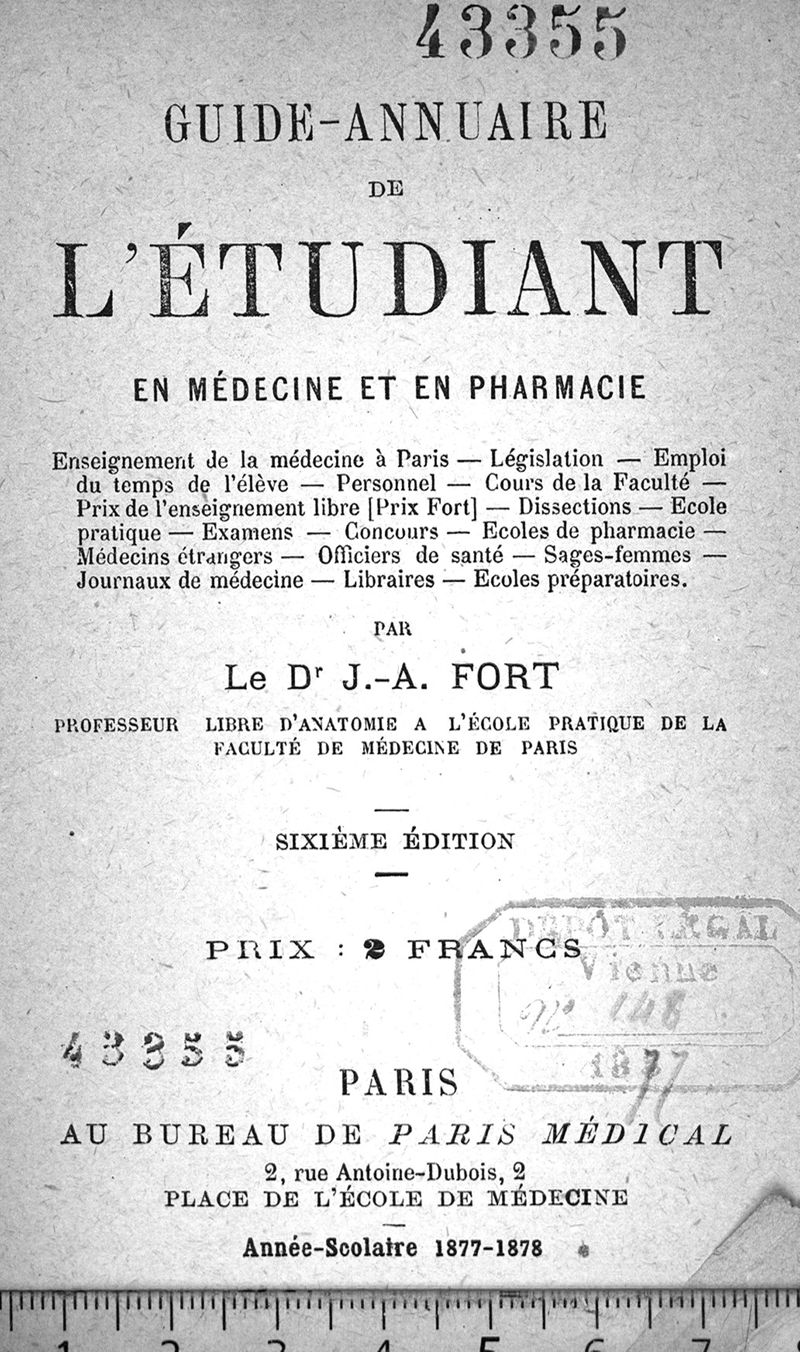 43355
GUIDE-ANNUAIRE
DE
L'ÉTUDIANT
EN MÉDECINE ET EN PHARMACIE
Enseignement de la médecine à Paris — Législation — Emploi
du temps de l'élève — Personnel — Cours de la Faculté —
Prix de l'enseignement libre [Prix Fort] — Dissections — Ecole
pratique — Examens — Concours — Ecoles de pharmacie —
Médecins étrangers — Officiers de santé — Sages-femmes —
Journaux de médecine — Libraires — Ecoles préparatoires.
PAR
Le Dr J.-A. FORT
PROFESSEUR LIBRE D'ANATOMIE A L'ÉCOLE PRATIQUE DE LA
FACULTÉ DE MÉDECINE DE PARIS
SIXIÈME ÉDITION
DEPÔT LÉGAL
PRIX : 2 FRANCS
Vienne
No 148
43355
1877
PARIS
AU BUREAU DE PARIS MÉDICAL
2, rue Antoine-Dubois, 2
PLACE DE L'ÉCOLE DE MÉDECINE
Année-Scolaire 1877-1878
1 2 3 4 5 6 7